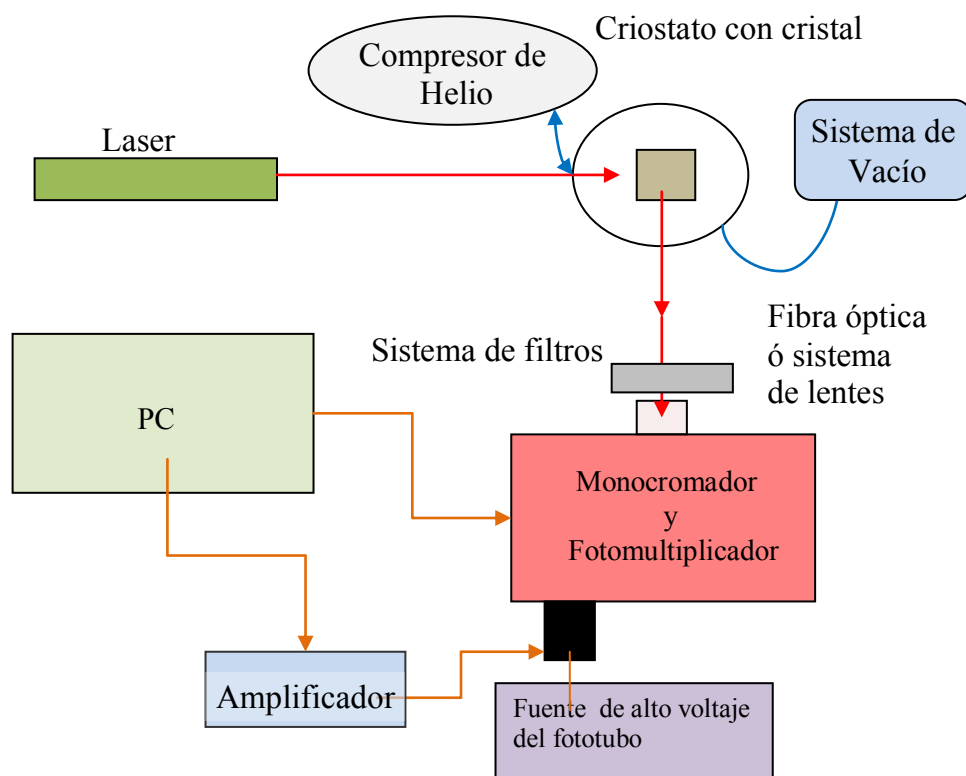 Criostato con cristal
Compresor de
Helio
Laser
Sistema de
Vacío
Fibra óptica
ó sistema
de lentes
Sistema de filtros
PC
Monocromador
y
Fotomultiplicador
Amplificador
Fuente de alto voltaje
del fototubo